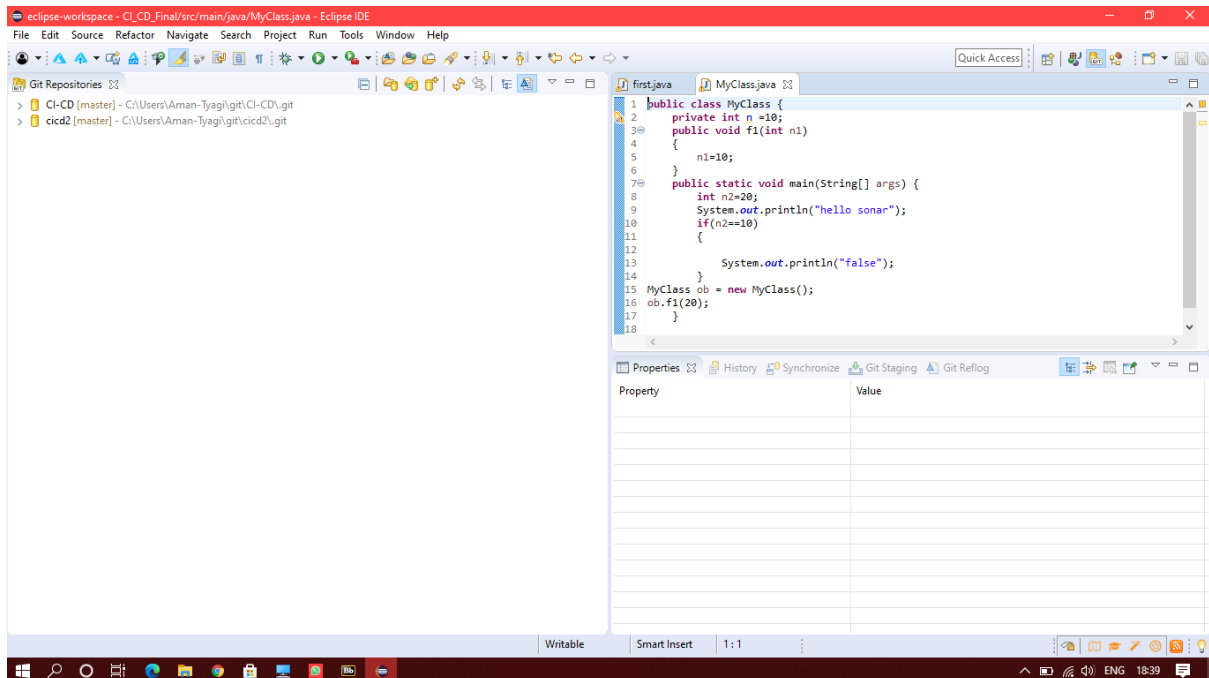 eclipse-workspace - CI_CD_Final/src/main/java/MyClass.java - Eclipse IDE
File Edit Source Refactor Navigate Search Project Run Tools Window Help
Quick Access
Git Repositories
CI-CD [master] - C:\Users\Aman-Tyagi\git\CI-CD\.git
cicd2 [master] - C:\Users\Aman-Tyagi\git\cicd2\.git
first.java MyClass.java
1 public class MyClass {
2 private int n =10;
3 public void f1(int n1)
4 {
5 n1=10;
6 }
7 public static void main(String[] args) {
8 int n2=20;
9 System.out.println("hello sonar");
10 if(n2==10)
11 {
12
13 System.out.println("false");
14 }
15 MyClass ob = new MyClass();
16 ob.f1(20);
17 }
18
Properties History Synchronize Git Staging Git Reflog
Property Value
Writable Smart Insert 1 : 1
Bb ENG 18:39